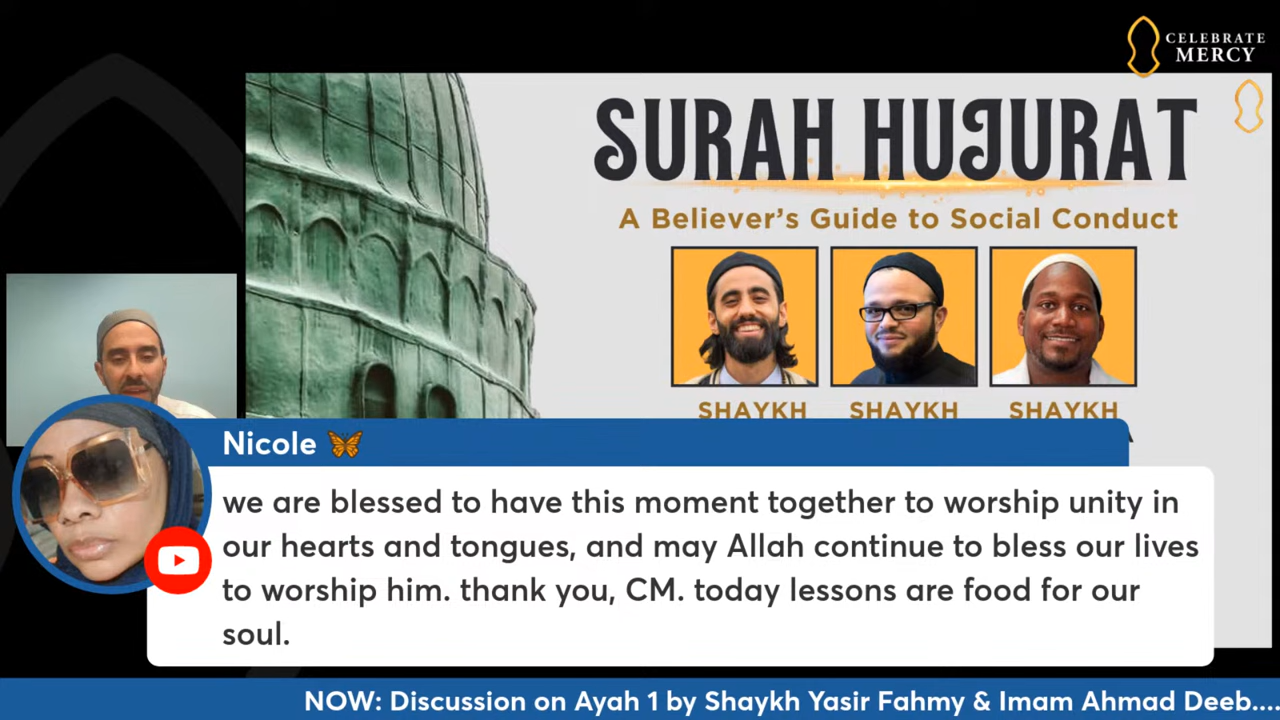 CELEBRATE
MERCY
SURAH HUJURAT
A Believer's Guide to Social Conduct
SHAYKH SHAYKH SHAYKH
Nicole 🦋
we are blessed to have this moment together to worship unity in
our hearts and tongues, and may Allah continue to bless our lives
to worship him. thank you, CM. today lessons are food for our
soul.
NOW: Discussion on Ayah 1 by Shaykh Yasir Fahmy & Imam Ahmad Deeb....